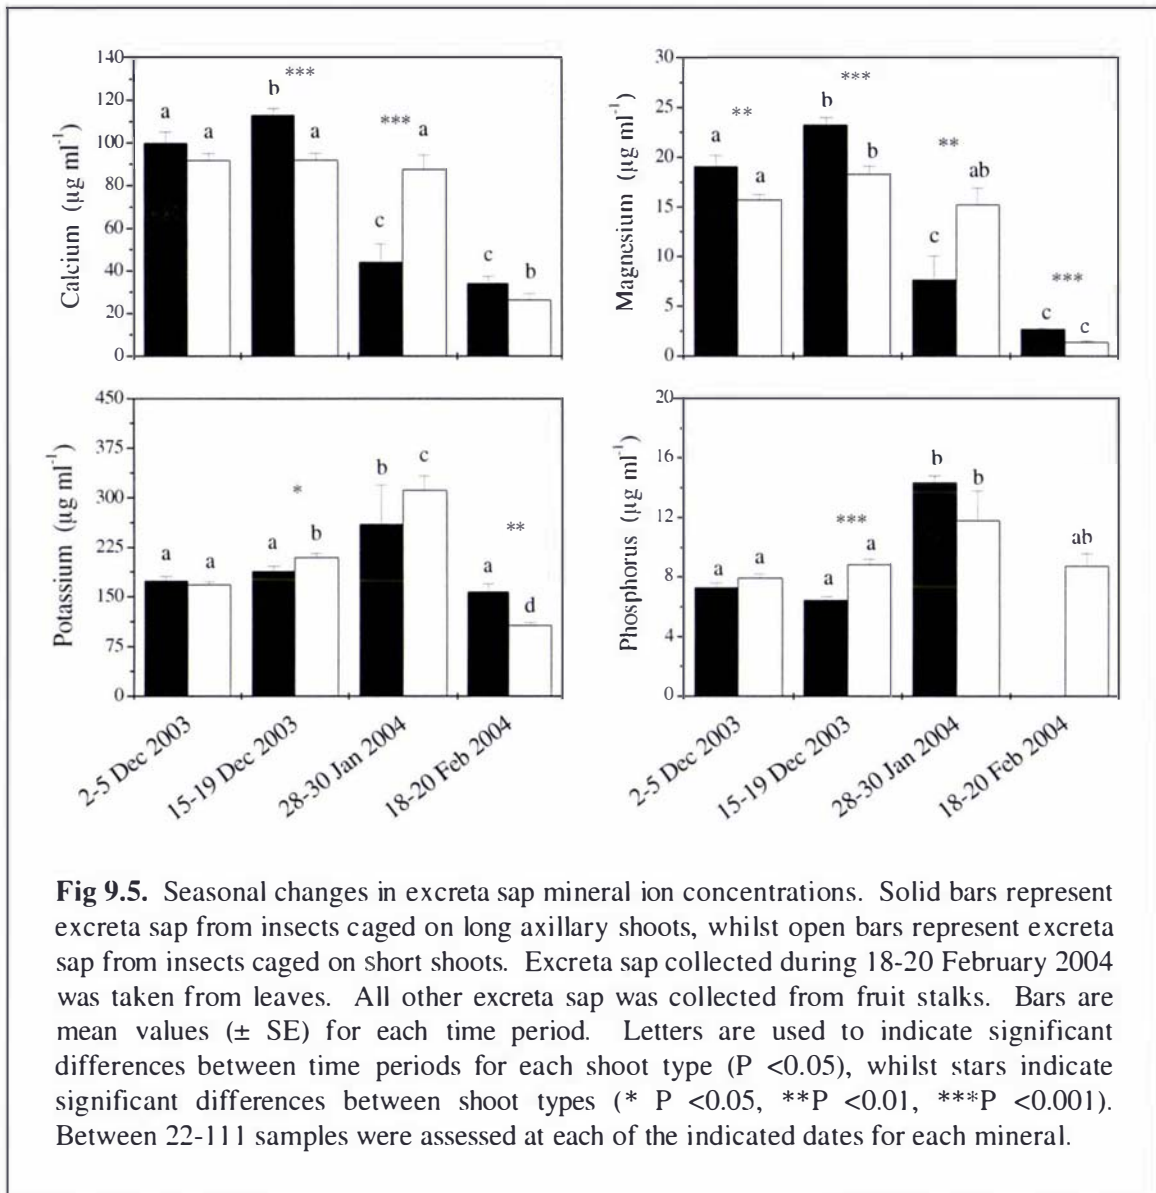 140
120
100
80
60
40
20
0
Calcium (µg ml⁻¹)
a
a
b
***
a
c
***
a
c
b
30
25
20
15
10
5
0
Magnesium (µg ml⁻¹)
a
**
a
b
***
b
c
**
ab
c
***
c
450
375
300
225
150
75
0
Potassium (µg ml⁻¹)
a
a
a
*
b
b
c
a
**
d
20
16
12
8
4
0
Phosphorus (µg ml⁻¹)
a
a
a
***
a
b
b
ab
2-5 Dec 2003
15-19 Dec 2003
28-30 Jan 2004
18-20 Feb 2004
2-5 Dec 2003
15-19 Dec 2003
28-30 Jan 2004
18-20 Feb 2004
Fig 9.5. Seasonal changes in excreta sap mineral ion concentrations. Solid bars represent
excreta sap from insects caged on long axillary shoots, whilst open bars represent excreta
sap from insects caged on short shoots. Excreta sap collected during 18-20 February 2004
was taken from leaves. All other excreta sap was collected from fruit stalks. Bars are
mean values (± SE) for each time period. Letters are used to indicate significant
differences between time periods for each shoot type (P <0.05), whilst stars indicate
significant differences between shoot types (* P <0.05, **P <0.01, ***P <0.001).
Between 22-111 samples were assessed at each of the indicated dates for each mineral.